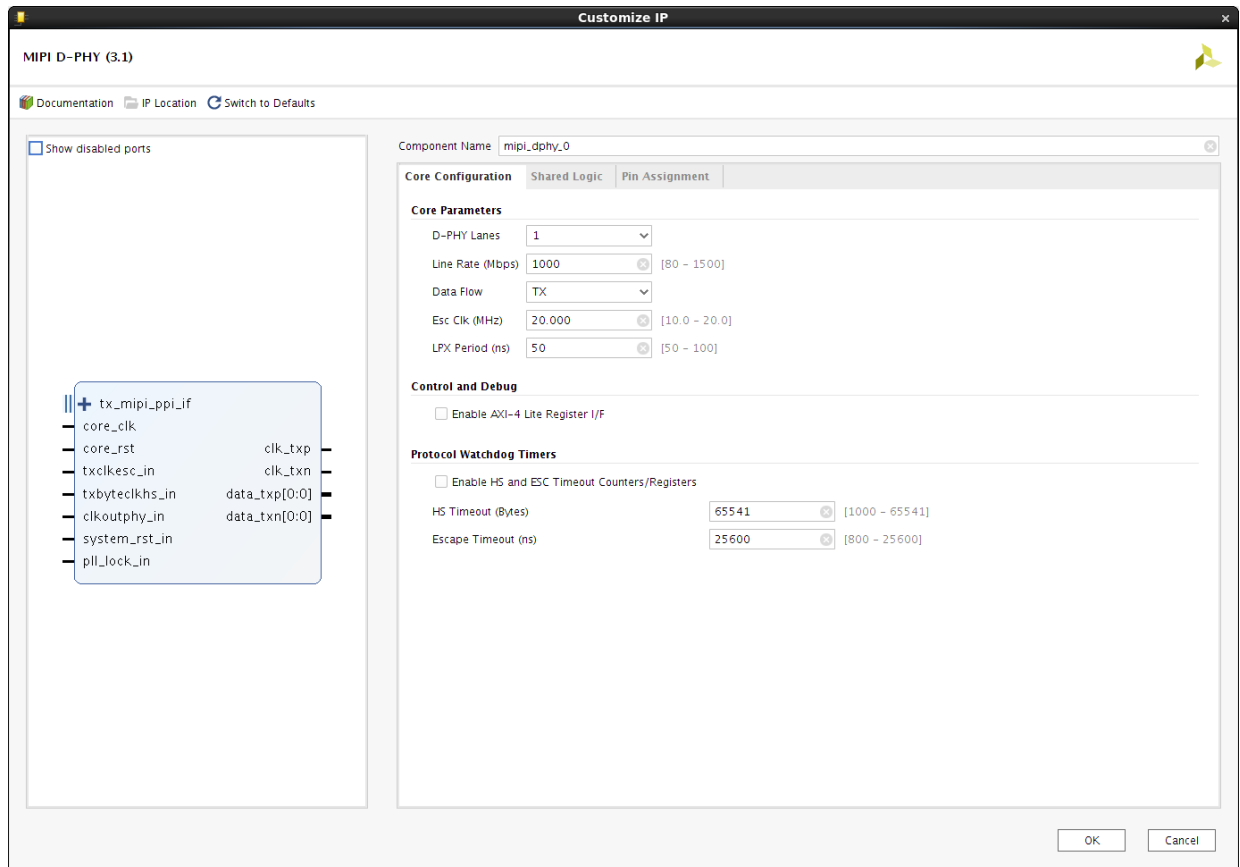 Customize IP
MIPI D-PHY (3.1)
Documentation IP Location Switch to Defaults
Show disabled ports
tx_mipi_ppi_if
core_clk
core_rst clk_txp
txclkesc_in clk_txn
txbyteclkhs_in data_txp[0:0]
clkoutphy_in data_txn[0:0]
system_rst_in
pll_lock_in
Component Name mipi_dphy_0
Core Configuration Shared Logic Pin Assignment
Core Parameters
D-PHY Lanes 1
Line Rate (Mbps) 1000 [80 - 1500]
Data Flow TX
Esc Clk (MHz) 20.000 [10.0 - 20.0]
LPX Period (ns) 50 [50 - 100]
Control and Debug
Enable AXI-4 Lite Register I/F
Protocol Watchdog Timers
Enable HS and ESC Timeout Counters/Registers
HS Timeout (Bytes) 65541 [1000 - 65541]
Escape Timeout (ns) 25600 [800 - 25600]
OK Cancel